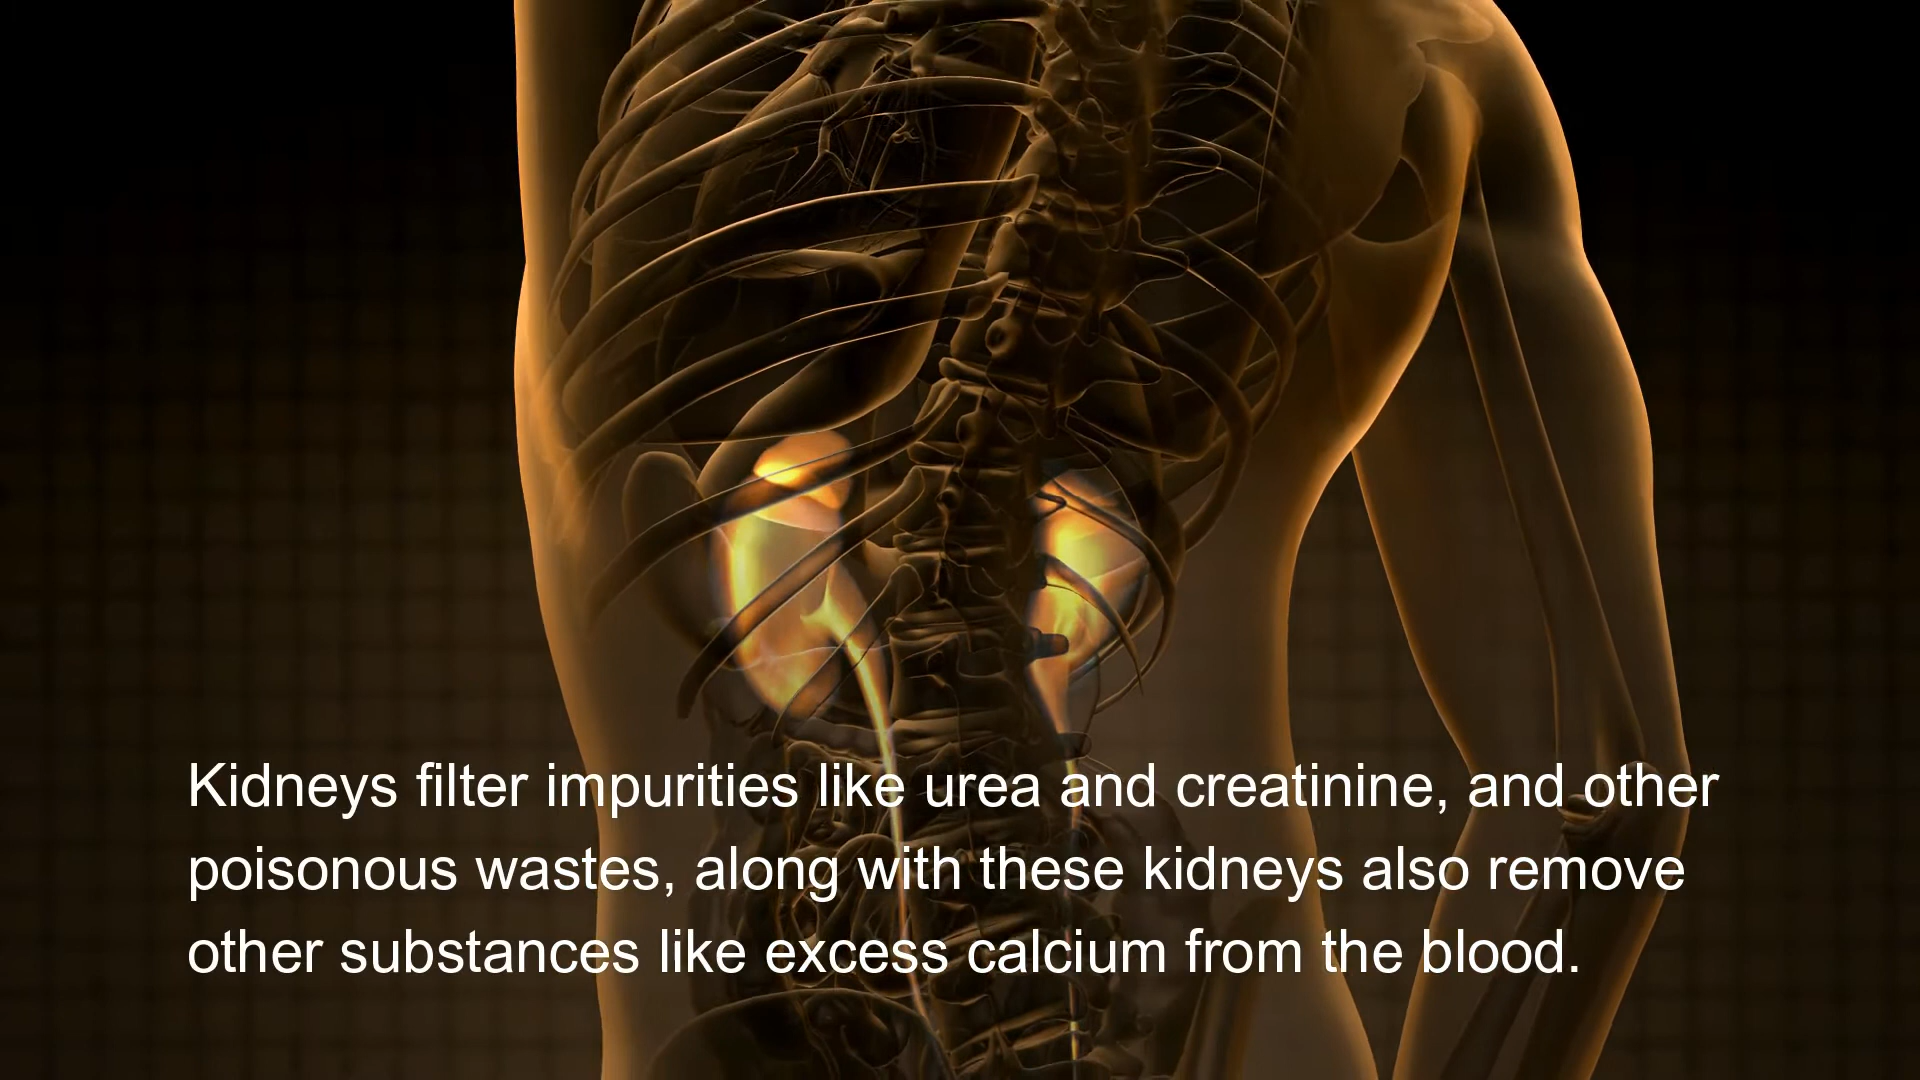 Kidneys filter impurities like urea and creatinine, and other
poisonous wastes, along with these kidneys also remove
other substances like excess calcium from the blood.